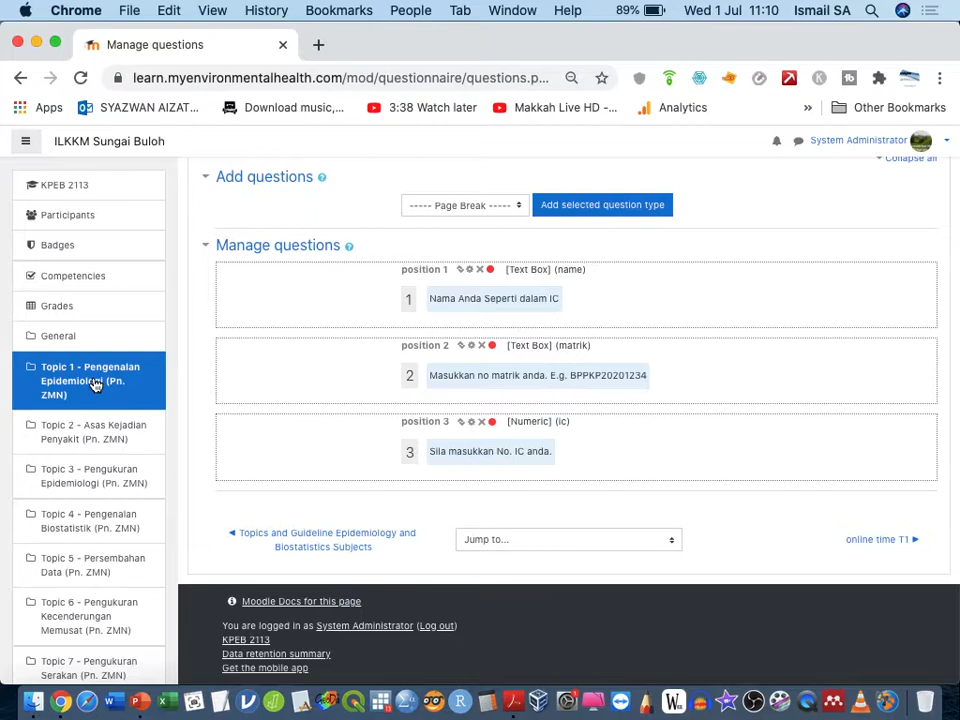 Chrome File Edit View History Bookmarks People Tab Window Help 89% Wed 1 Jul 11:10 Ismail SA
Manage questions
learn.myenvironmentalhealth.com/mod/questionnaire/questions.p...
Apps SYAZWAN AIZAT... Download music,... 3:38 Watch later Makkah Live HD -... Analytics » Other Bookmarks
ILKKM Sungai Buloh System Administrator
Collapse all
KPEB 2113
Participants
Badges
Competencies
Grades
General
Topic 1 - Pengenalan
Epidemiologi (Pn.
ZMN)
Topic 2 - Asas Kejadian
Penyakit (Pn. ZMN)
Topic 3 - Pengukuran
Epidemiologi (Pn. ZMN)
Topic 4 - Pengenalan
Biostatistik (Pn. ZMN)
Topic 5 - Persembahan
Data (Pn. ZMN)
Topic 6 - Pengukuran
Kecenderungan
Memusat (Pn. ZMN)
Topic 7 - Pengukuran
Serakan (Pn. ZMN)
Add questions
----- Page Break ----- Add selected question type
Manage questions
position 1 [Text Box] (name)
1 Nama Anda Seperti dalam IC
position 2 [Text Box] (matrik)
2 Masukkan no matrik anda. E.g. BPPKP20201234
position 3 [Numeric] (ic)
3 Sila masukkan No. IC anda.
◄ Topics and Guideline Epidemiology and
Biostatistics Subjects
Jump to...
online time T1 ►
Moodle Docs for this page
You are logged in as System Administrator (Log out)
KPEB 2113
Data retention summary
Get the mobile app